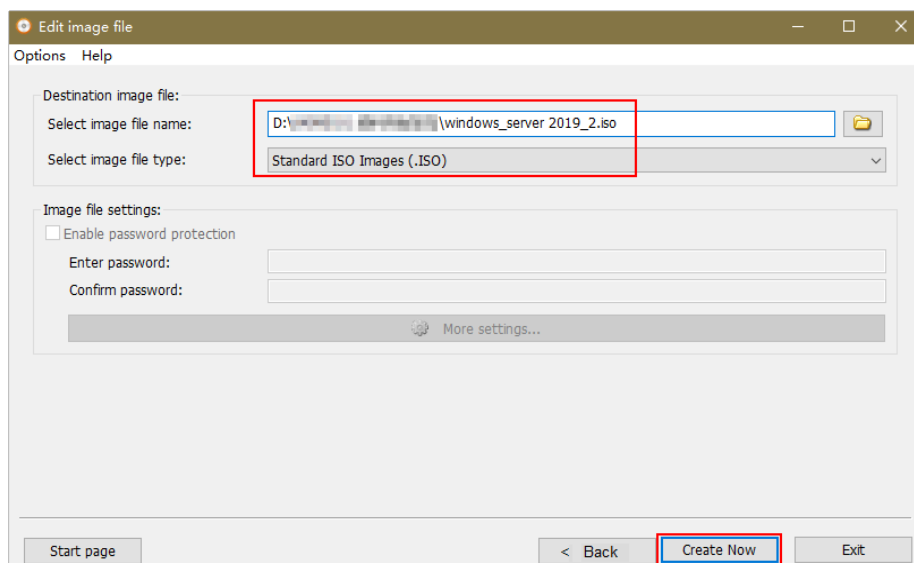 Edit image file
Options Help
Destination image file:
Select image file name: D:\ \windows_server 2019_2.iso
Select image file type: Standard ISO Images (.ISO)
Image file settings:
Enable password protection
Enter password:
Confirm password:
More settings...
Start page < Back Create Now Exit